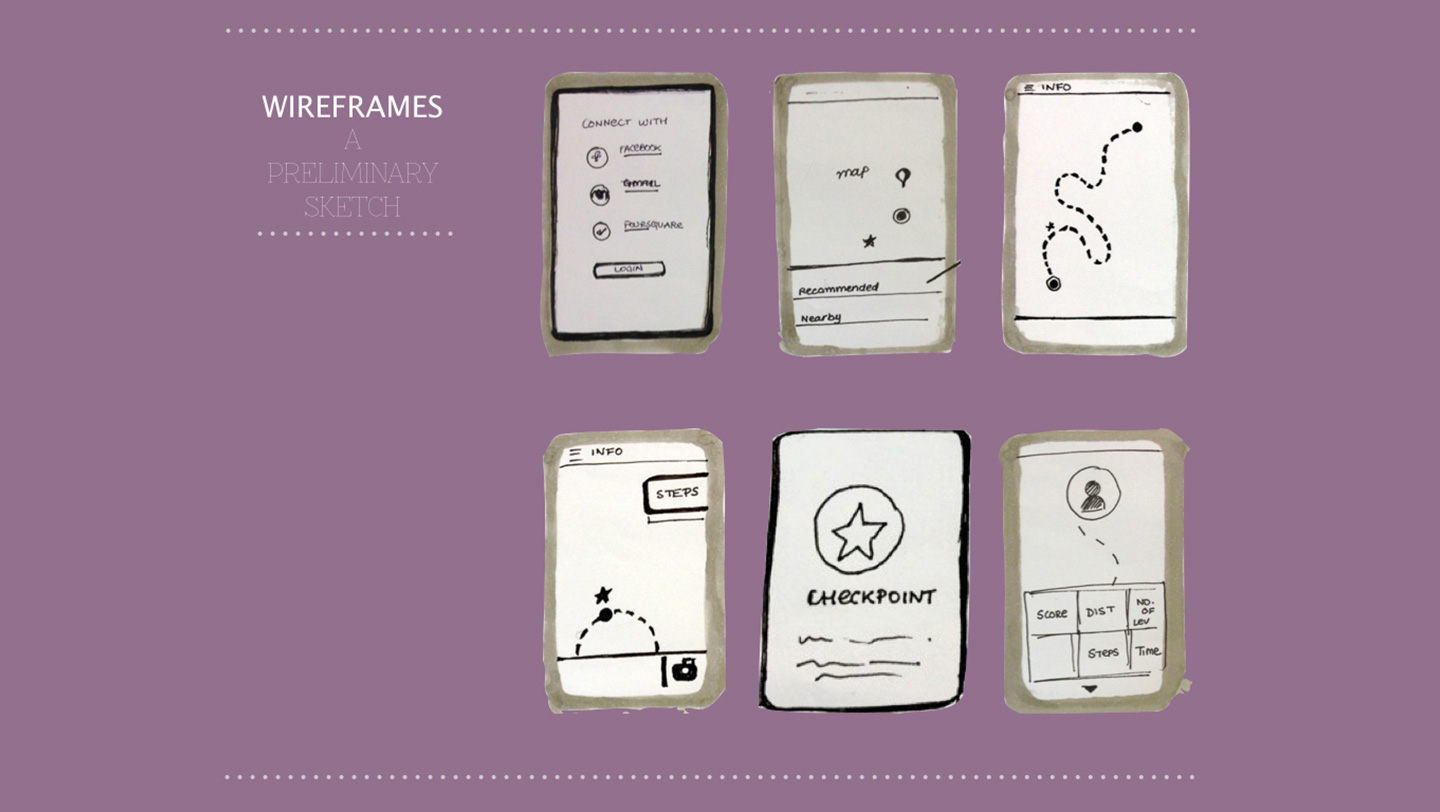 WIREFRAMES
A
PRELIMINARY
SKETCH
CONNECT WITH
FACEBOOK
FOURSQUARE
LOGIN
map
Recommended
Nearby
INFO
INFO
STEPS
CHECKPOINT
SCORE
DIST
NO.
OF
LEV
STEPS
Time